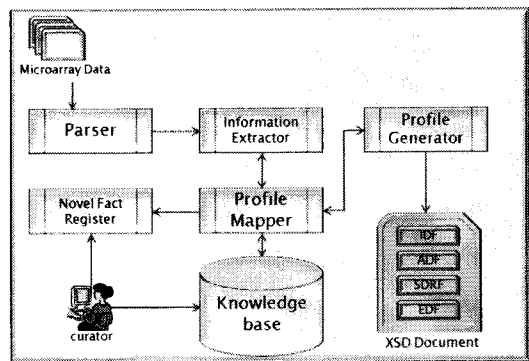 Microarray Data
Parser
Information
Extractor
Profile
Generator
Novel Fact
Register
Profile
Mapper
IDF
ADF
SDRF
EDF
Knowledge
base
curator
XSD Document